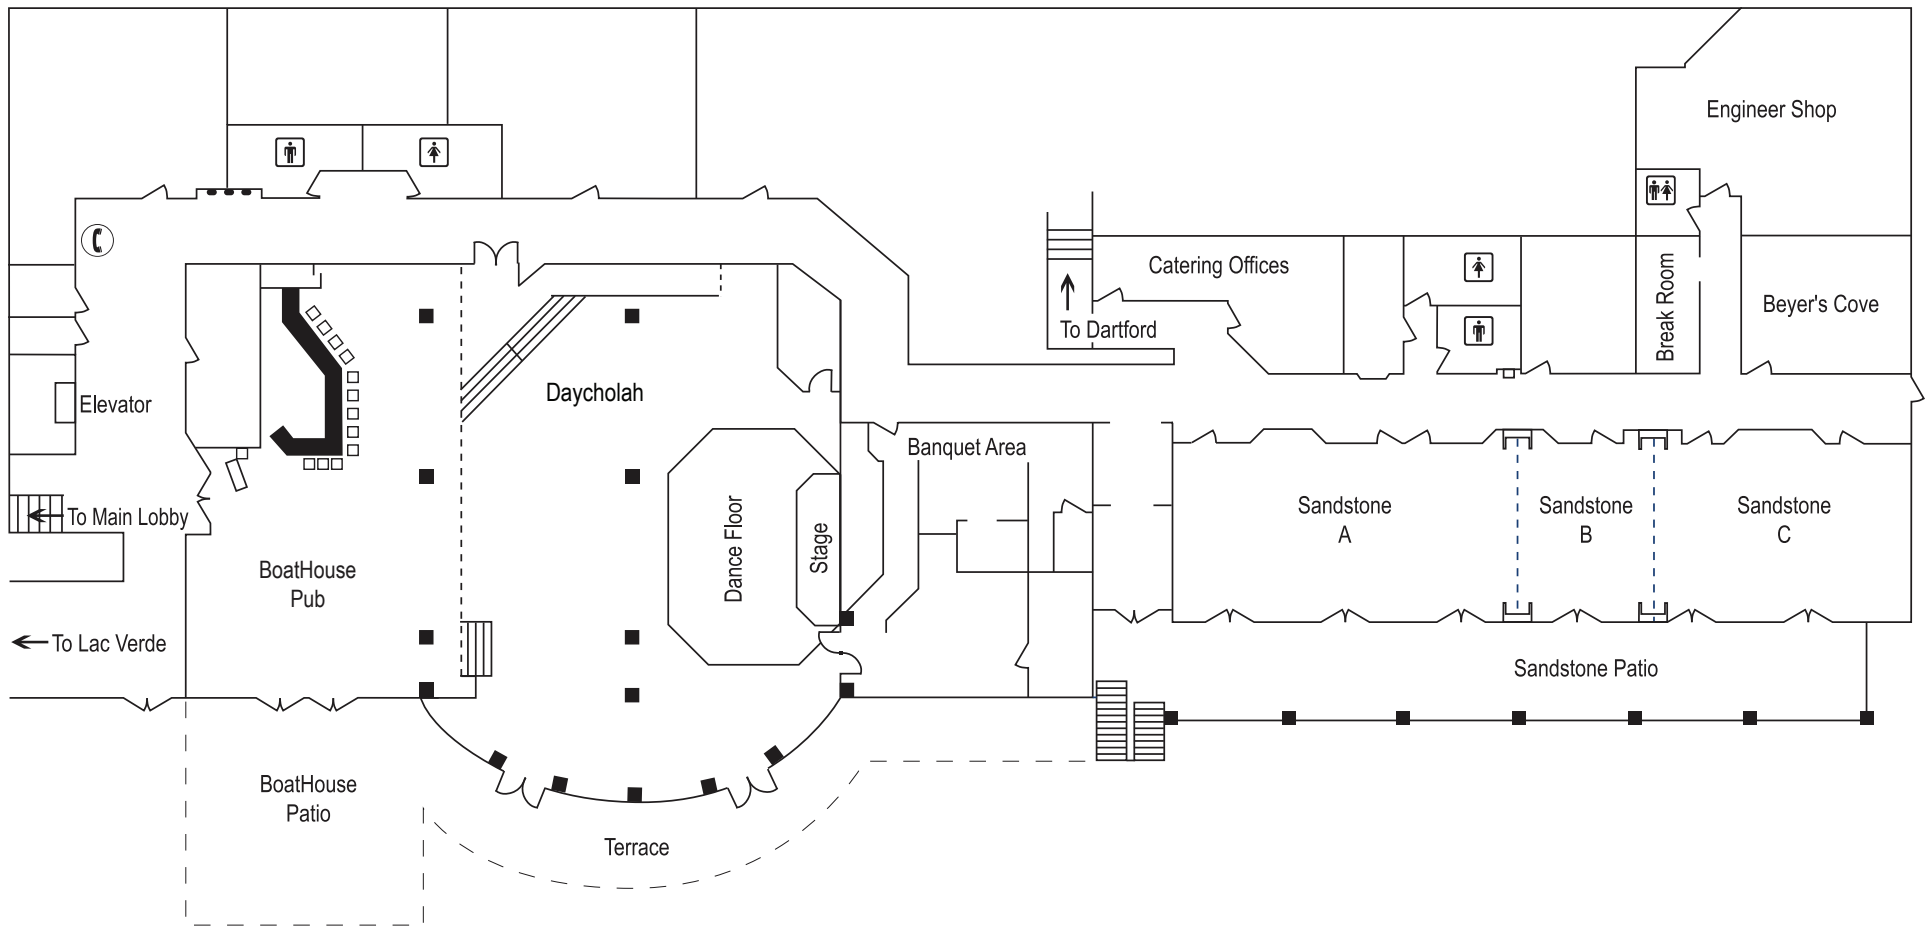 Engineer Shop
Catering Offices
Break Room
Beyer's Cove
To Dartford
Elevator
Daycholah
Banquet Area
To Main Lobby
Dance Floor
Stage
Sandstone
A
Sandstone
B
Sandstone
C
BoatHouse
Pub
To Lac Verde
Sandstone Patio
BoatHouse
Patio
Terrace